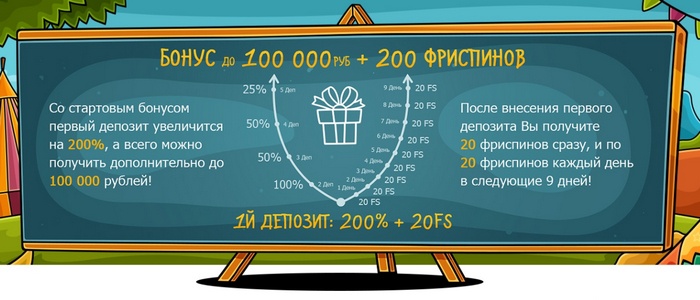 БОНУС ДО 100 000 РУБ + 200 ФРИСПИНОВ
Со стартовым бонусом
первый депозит увеличится
на 200%, а всего можно
получить дополнительно до
100 000 рублей!
25% 5 Деп
50% 4 Деп
50% 3 Деп
100% 2 Деп
9 День 20 FS
8 День 20 FS
7 День 20 FS
6 День 20 FS
5 День 20 FS
4 День 20 FS
3 День 20 FS
2 День 20 FS
1 День 20 FS
20 FS
После внесения первого
депозита Вы получите
20 фриспинов сразу, и по
20 фриспинов каждый день
в следующие 9 дней!
1Й ДЕПОЗИТ: 200% + 20FS